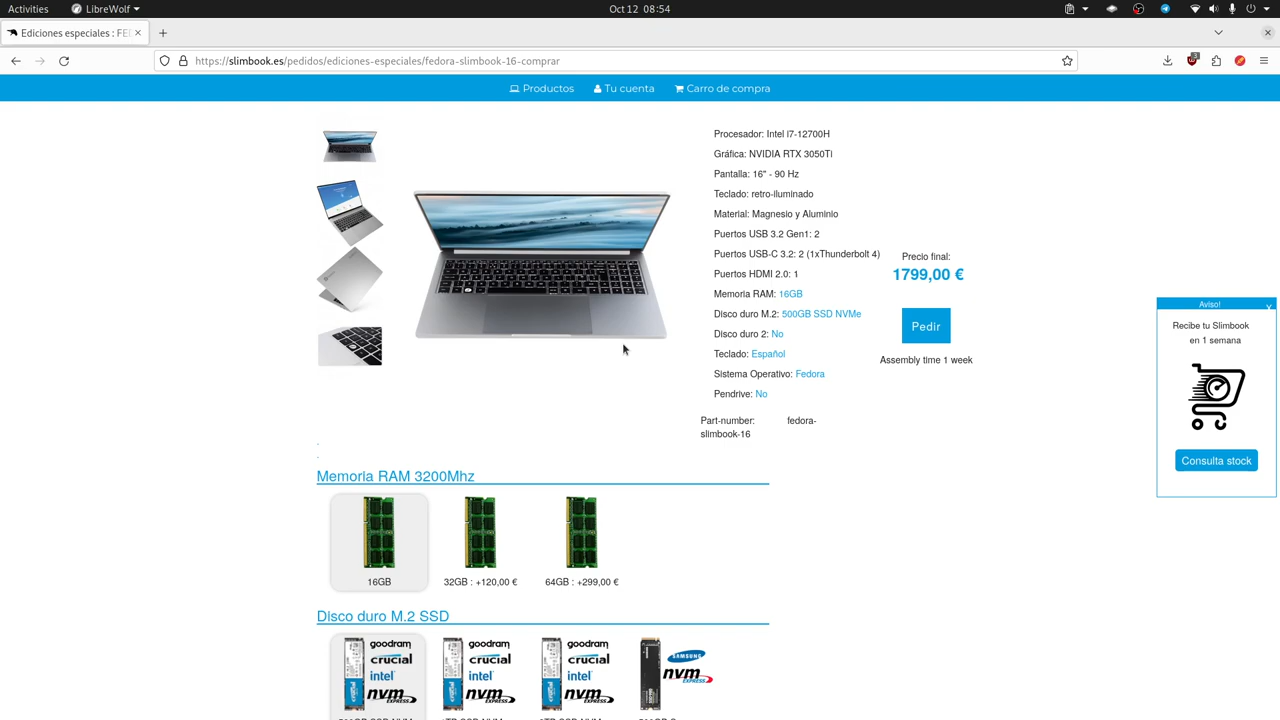 Activities
LibreWolf
Oct 12 08:54
Ediciones especiales : FE
https://slimbook.es/pedidos/ediciones-especiales/fedora-slimbook-16-comprar
3
Productos
Tu cuenta
Carro de compra
Procesador: Intel i7-12700H
Gráfica: NVIDIA RTX 3050Ti
Pantalla: 16" - 90 Hz
Teclado: retro-iluminado
Material: Magnesio y Aluminio
Puertos USB 3.2 Gen1: 2
Puertos USB-C 3.2: 2 (1xThunderbolt 4)
Puertos HDMI 2.0: 1
Memoria RAM: 16GB
Disco duro M.2: 500GB SSD NVMe
Disco duro 2: No
Teclado: Español
Sistema Operativo: Fedora
Pendrive: No
Part-number: fedora-
slimbook-16
Precio final:
1799,00 €
Pedir
Assembly time 1 week
Aviso!
X
Recibe tu Slimbook
en 1 semana
Consulta stock
.
.
Memoria RAM 3200Mhz
16GB
32GB : +120,00 €
64GB : +299,00 €
Disco duro M.2 SSD
goodram
crucial
intel
nvm
EXPRESS
goodram
crucial
intel
nvm
EXPRESS
goodram
crucial
intel
nvm
EXPRESS
SAMSUNG
nvm
EXPRESS